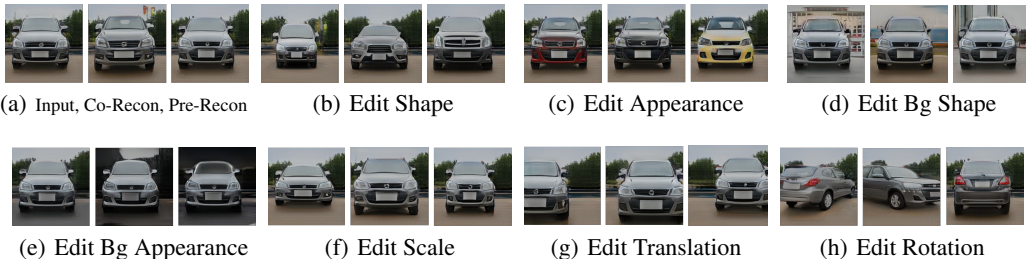 (a) Input, Co-Recon, Pre-Recon
(b) Edit Shape
(c) Edit Appearance
(d) Edit Bg Shape
(e) Edit Bg Appearance
(f) Edit Scale
(g) Edit Translation
(h) Edit Rotation